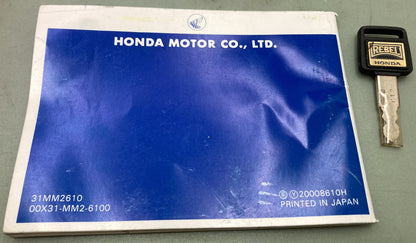 HONDA MOTOR CO., LTD.
REBEL
HONDA
31MM2610
00X31-MM2-6100
20008610H
PRINTED IN JAPAN